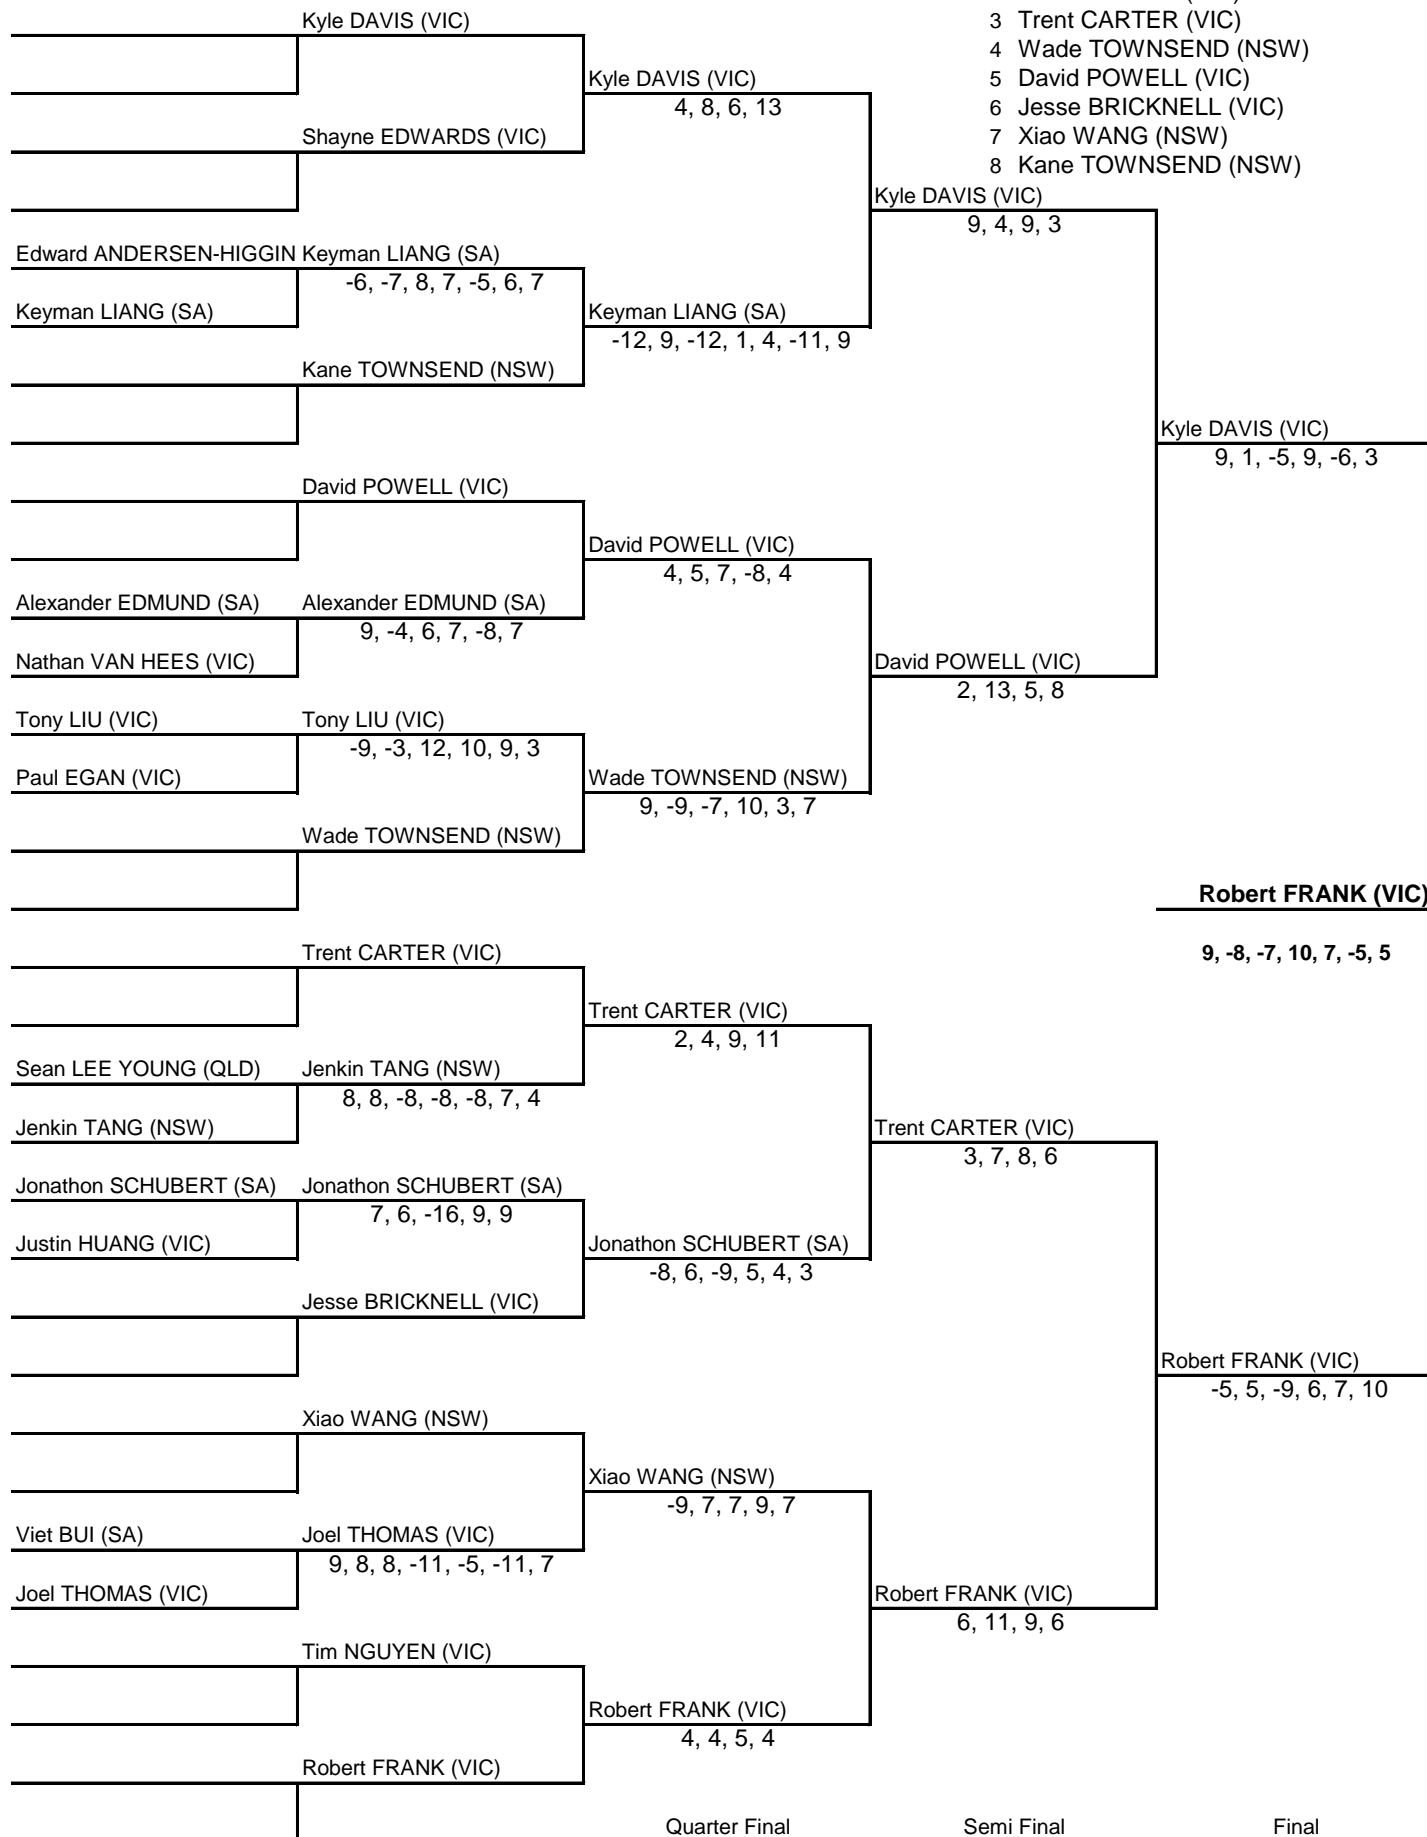 Kyle DAVIS (VIC)
3 Trent CARTER (VIC)
4 Wade TOWNSEND (NSW)
Kyle DAVIS (VIC)
5 David POWELL (VIC)
4, 8, 6, 13
6 Jesse BRICKNELL (VIC)
Shayne EDWARDS (VIC)
7 Xiao WANG (NSW)
8 Kane TOWNSEND (NSW)
Kyle DAVIS (VIC)
9, 4, 9, 3
Edward ANDERSEN-HIGGIN Keyman LIANG (SA)
-6, -7, 8, 7, -5, 6, 7
Keyman LIANG (SA)
Keyman LIANG (SA)
-12, 9, -12, 1, 4, -11, 9
Kane TOWNSEND (NSW)
Kyle DAVIS (VIC)
9, 1, -5, 9, -6, 3
David POWELL (VIC)
David POWELL (VIC)
4, 5, 7, -8, 4
Alexander EDMUND (SA)
Alexander EDMUND (SA)
9, -4, 6, 7, -8, 7
Nathan VAN HEES (VIC)
David POWELL (VIC)
2, 13, 5, 8
Tony LIU (VIC)
Tony LIU (VIC)
-9, -3, 12, 10, 9, 3
Paul EGAN (VIC)
Wade TOWNSEND (NSW)
9, -9, -7, 10, 3, 7
Wade TOWNSEND (NSW)
Robert FRANK (VIC)
9, -8, -7, 10, 7, -5, 5
Trent CARTER (VIC)
Trent CARTER (VIC)
2, 4, 9, 11
Sean LEE YOUNG (QLD)
Jenkin TANG (NSW)
8, 8, -8, -8, -8, 7, 4
Jenkin TANG (NSW)
Trent CARTER (VIC)
3, 7, 8, 6
Jonathon SCHUBERT (SA)
Jonathon SCHUBERT (SA)
7, 6, -16, 9, 9
Justin HUANG (VIC)
Jonathon SCHUBERT (SA)
-8, 6, -9, 5, 4, 3
Jesse BRICKNELL (VIC)
Robert FRANK (VIC)
-5, 5, -9, 6, 7, 10
Xiao WANG (NSW)
Xiao WANG (NSW)
-9, 7, 7, 9, 7
Viet BUI (SA)
Joel THOMAS (VIC)
9, 8, 8, -11, -5, -11, 7
Joel THOMAS (VIC)
Robert FRANK (VIC)
6, 11, 9, 6
Tim NGUYEN (VIC)
Robert FRANK (VIC)
4, 4, 5, 4
Robert FRANK (VIC)
Quarter Final
Semi Final
Final